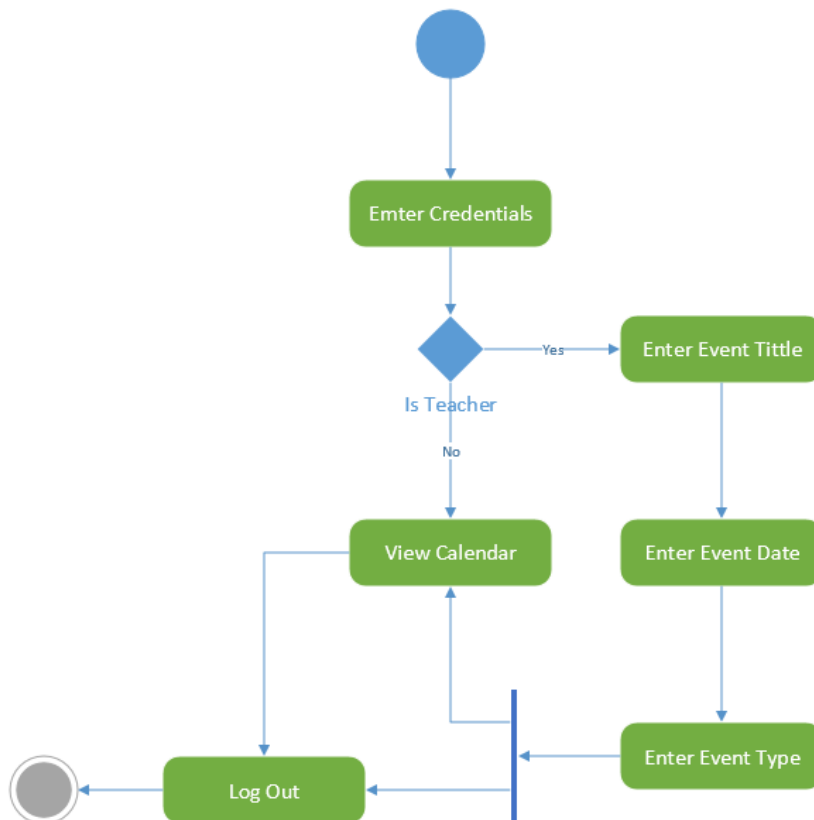 Emter Credentials
Yes
Enter Event Tittle
Is Teacher
No
View Calendar
Enter Event Date
Enter Event Type
Log Out